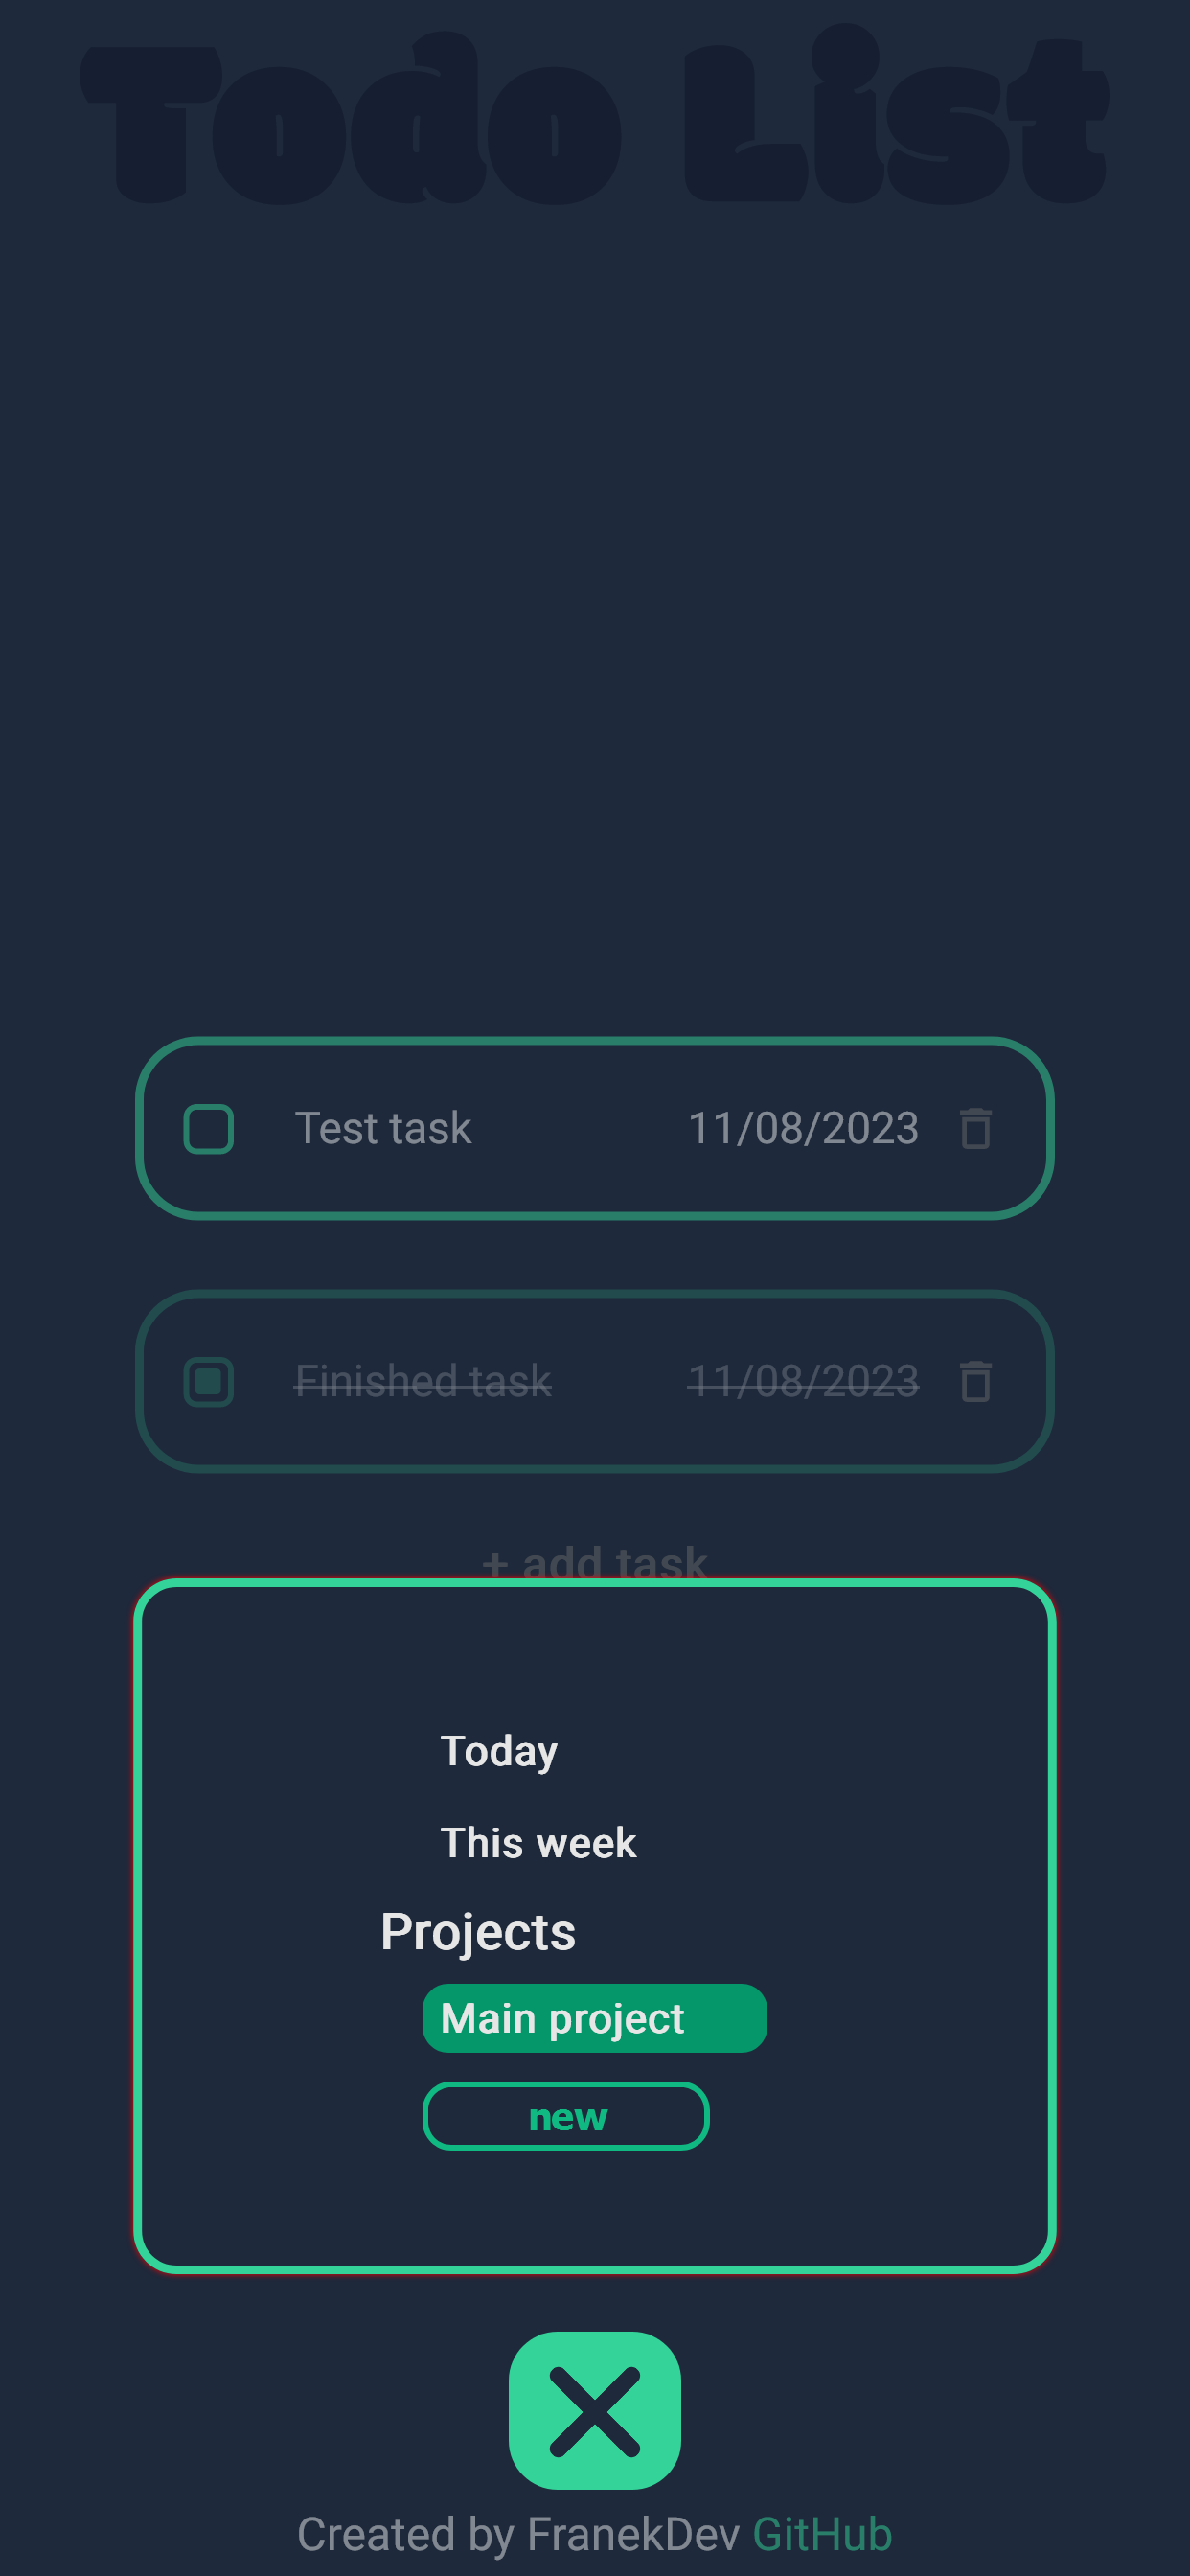 Todo List
Test task 11/08/2023
Finished task 11/08/2023
+ add task
Today
This week
Projects
Main project
new
Created by FranekDev GitHub